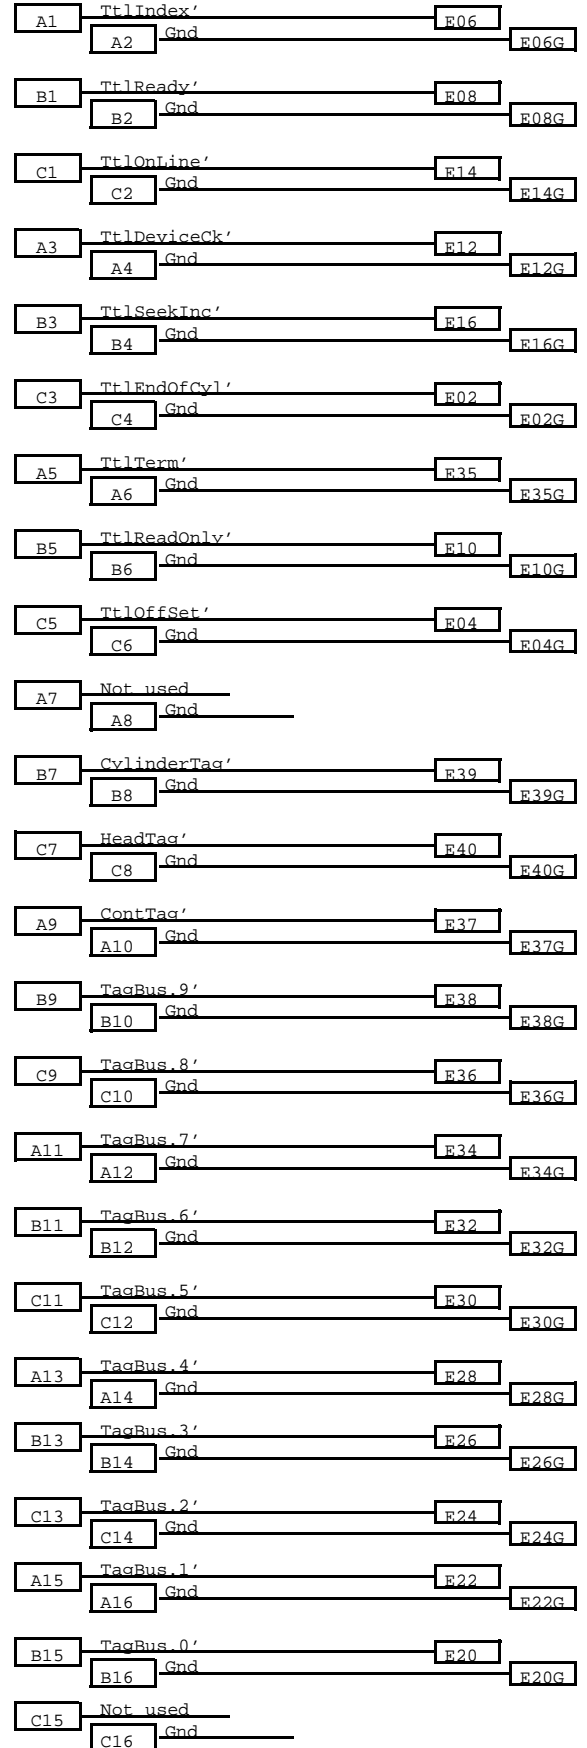 A1 TtlIndex' E06
A2 Gnd E06G
B1 TtlReady' E08
B2 Gnd E08G
C1 TtlOnLine' E14
C2 Gnd E14G
A3 TtlDeviceCk' E12
A4 Gnd E12G
B3 TtlSeekInc' E16
B4 Gnd E16G
C3 TtlEndOfCyl' E02
C4 Gnd E02G
A5 TtlTerm' E35
A6 Gnd E35G
B5 TtlReadOnly' E10
B6 Gnd E10G
C5 TtlOffSet' E04
C6 Gnd E04G
A7 Not used
A8 Gnd
B7 CylinderTag' E39
B8 Gnd E39G
C7 HeadTag' E40
C8 Gnd E40G
A9 ContTag' E37
A10 Gnd E37G
B9 TagBus.9' E38
B10 Gnd E38G
C9 TagBus.8' E36
C10 Gnd E36G
A11 TagBus.7' E34
A12 Gnd E34G
B11 TagBus.6' E32
B12 Gnd E32G
C11 TagBus.5' E30
C12 Gnd E30G
A13 TagBus.4' E28
A14 Gnd E28G
B13 TagBus.3' E26
B14 Gnd E26G
C13 TagBus.2' E24
C14 Gnd E24G
A15 TagBus.1' E22
A16 Gnd E22G
B15 TagBus.0' E20
B16 Gnd E20G
C15 Not used
C16 Gnd